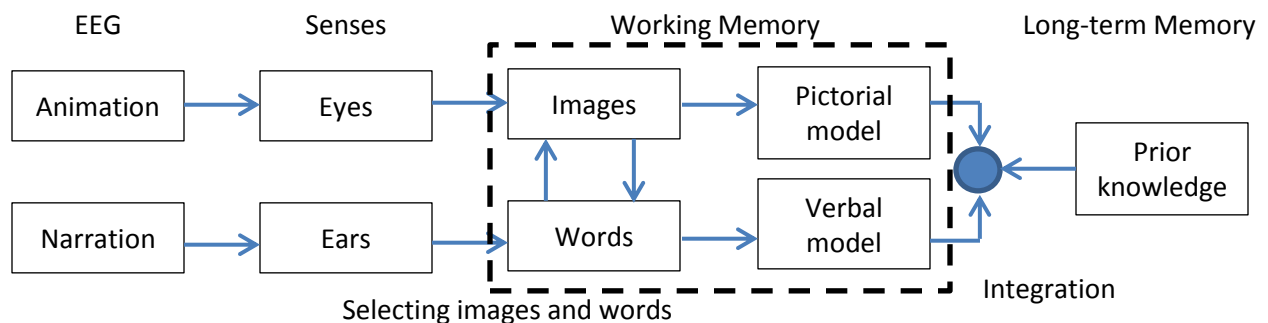 EEG
Senses
Working Memory
Long-term Memory
Animation
Eyes
Images
Pictorial
model
Prior
knowledge
Narration
Ears
Words
Verbal
model
Integration
Selecting images and words